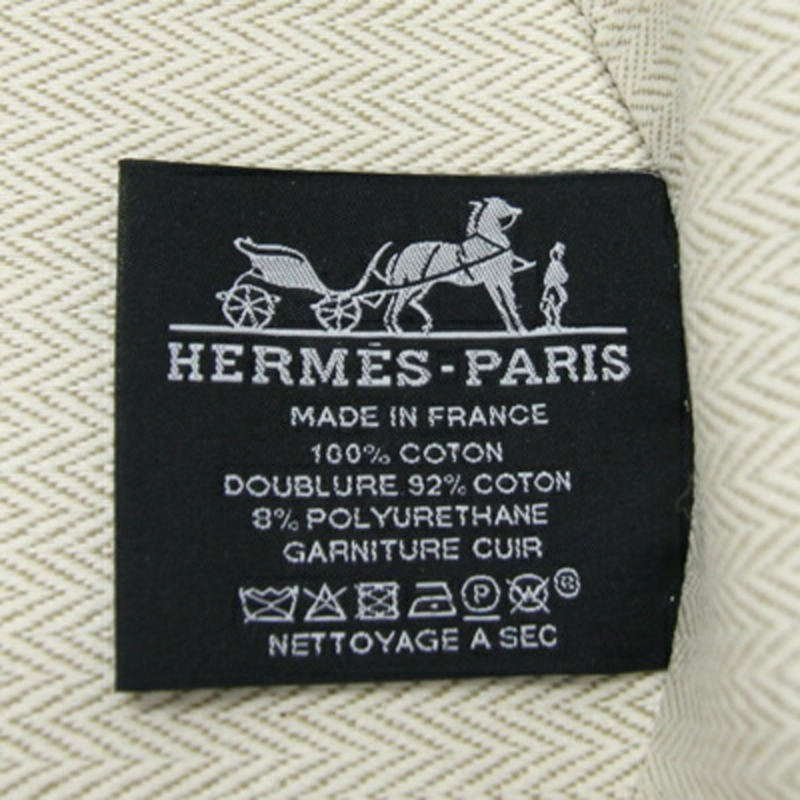 HERMÈS-PARIS
MADE IN FRANCE
100% COTON
DOUBLURE 92% COTON
8% POLYURETHANE
GARNITURE CUIR
P W ®
NETTOYAGE A SEC